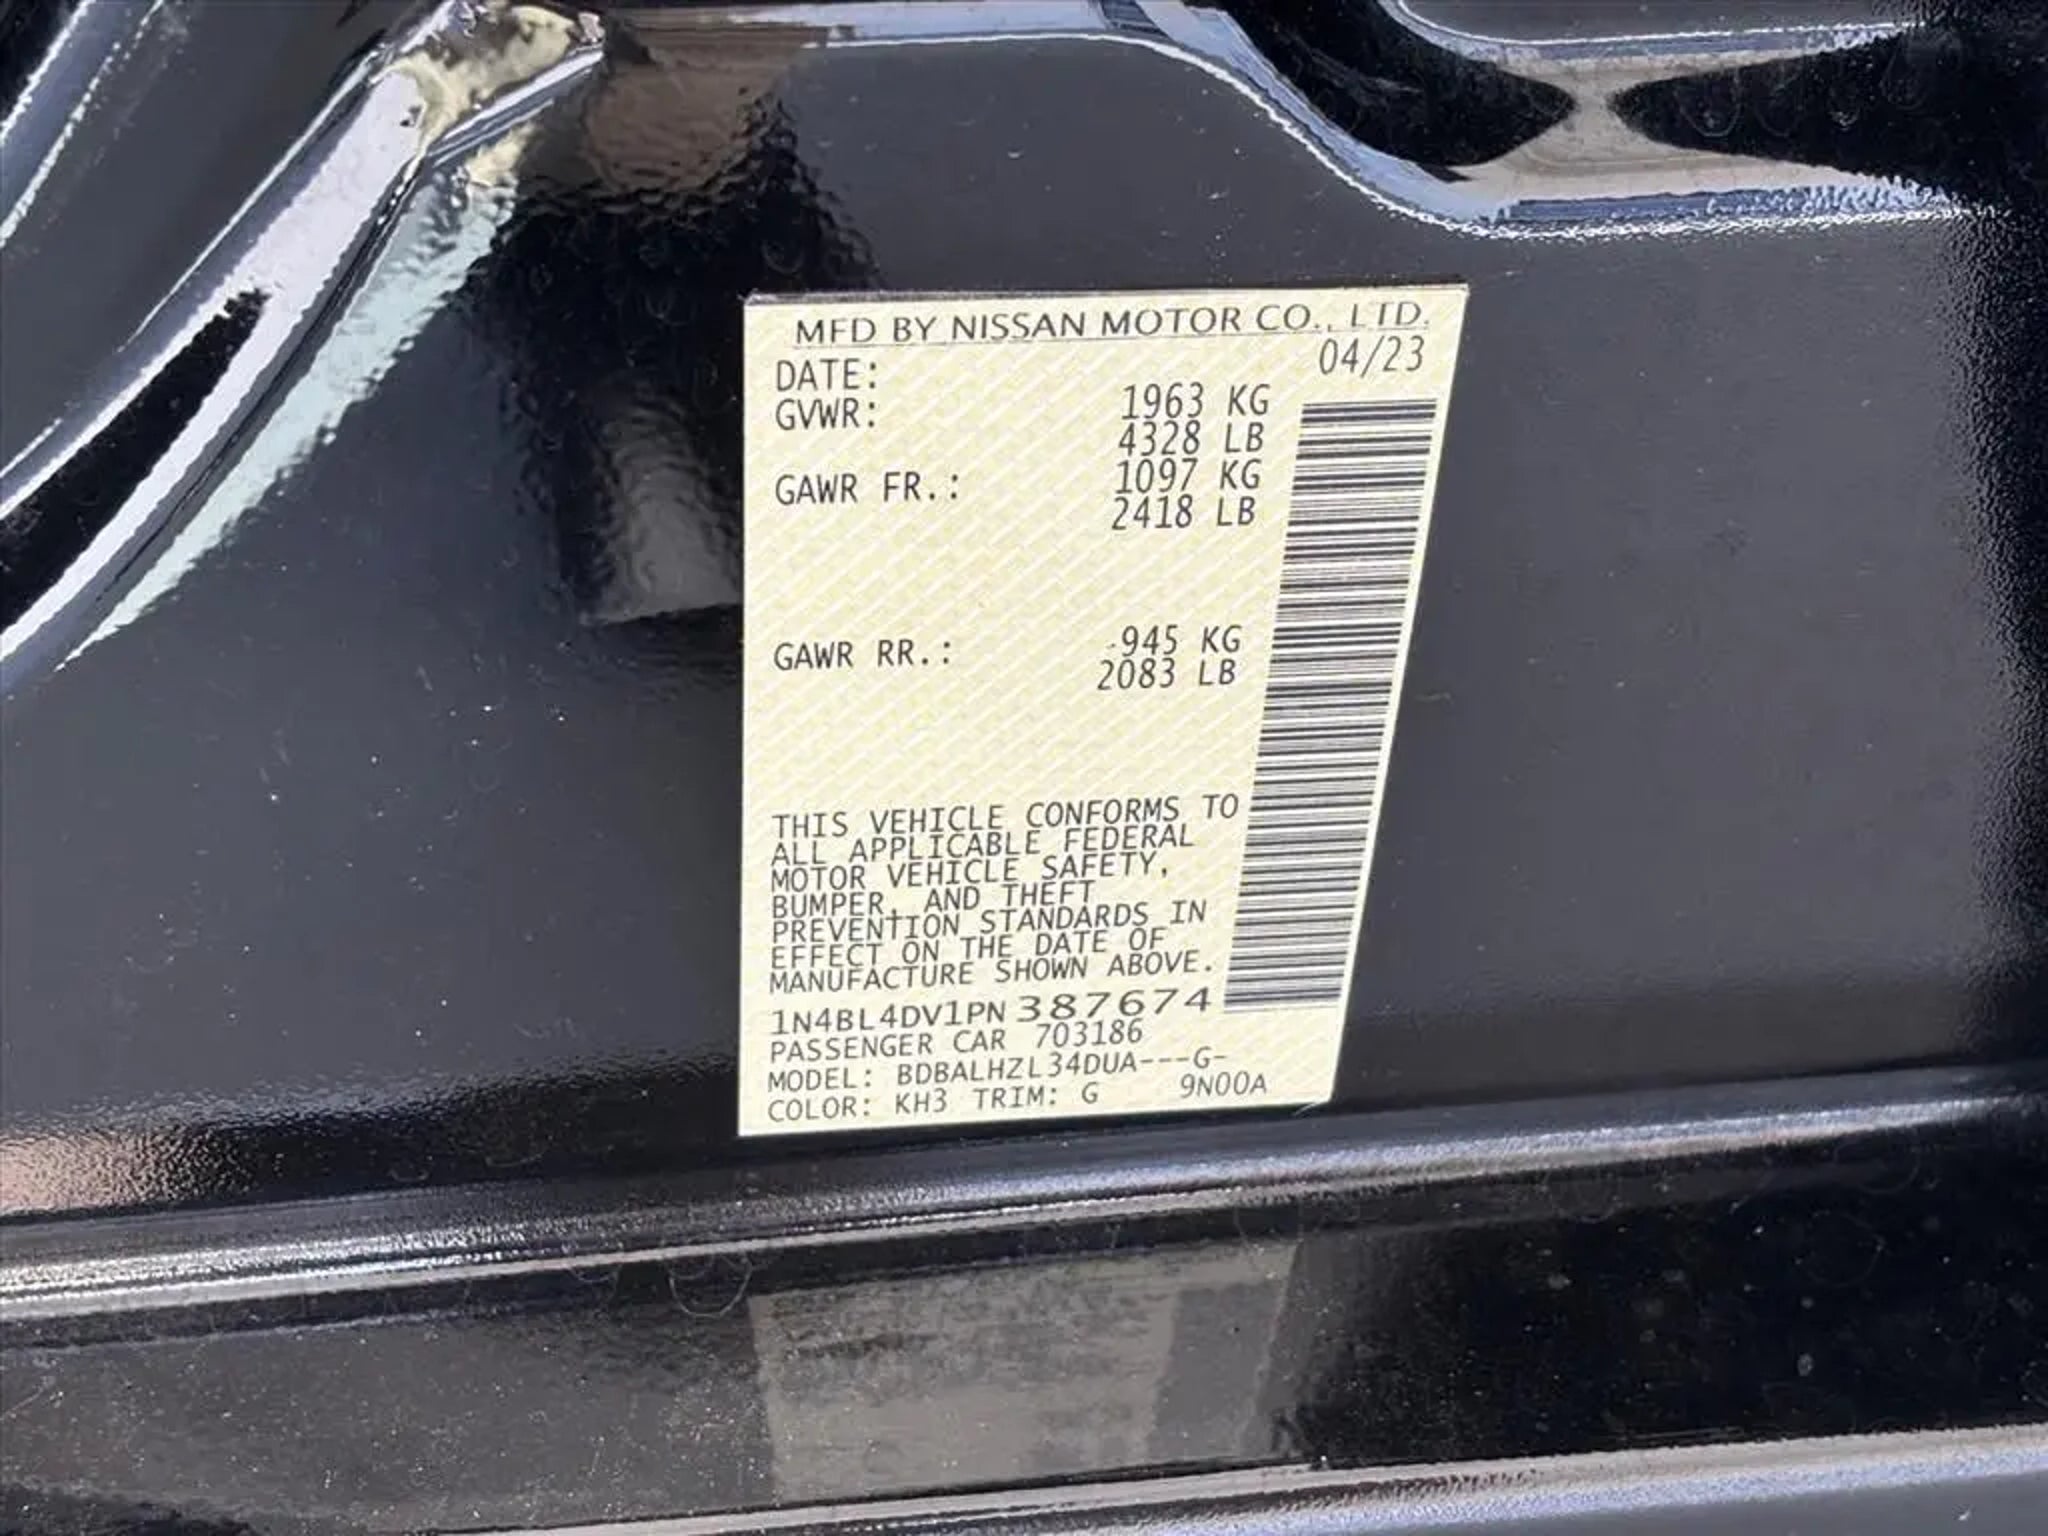 MFD BY NISSAN MOTOR CO., LTD.
DATE: 04/23
GVWR: 1963 KG
4328 LB
GAWR FR.: 1097 KG
2418 LB
GAWR RR.: 945 KG
2083 LB
THIS VEHICLE CONFORMS TO
ALL APPLICABLE FEDERAL
MOTOR VEHICLE SAFETY,
BUMPER, AND THEFT
PREVENTION STANDARDS IN
EFFECT ON THE DATE OF
MANUFACTURE SHOWN ABOVE.
1N4BL4DV1PN387674
PASSENGER CAR 703186
MODEL: BDBALHZL34DUA---G-
COLOR: KH3 TRIM: G 9N00A